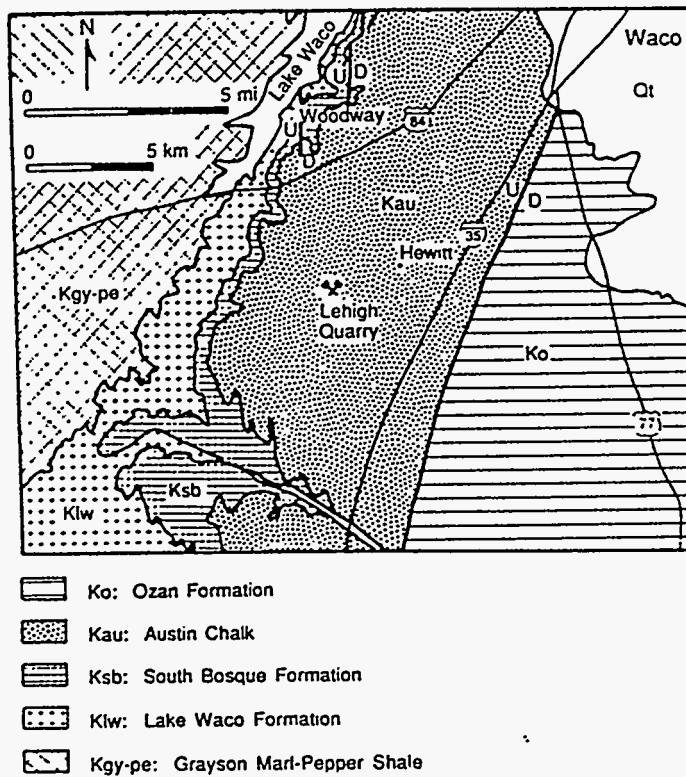 N
Lake Waco
Waco
Qt
0 5 mi
0 5 km
U D
Woodway
84
U
D
Kau
U
D
35
Hewitt
Kgy-pe
Lehigh
Quarry
Ko
77
Ksb
Klw
Ko: Ozan Formation
Kau: Austin Chalk
Ksb: South Bosque Formation
Klw: Lake Waco Formation
Kgy-pe: Grayson Marl-Pepper Shale